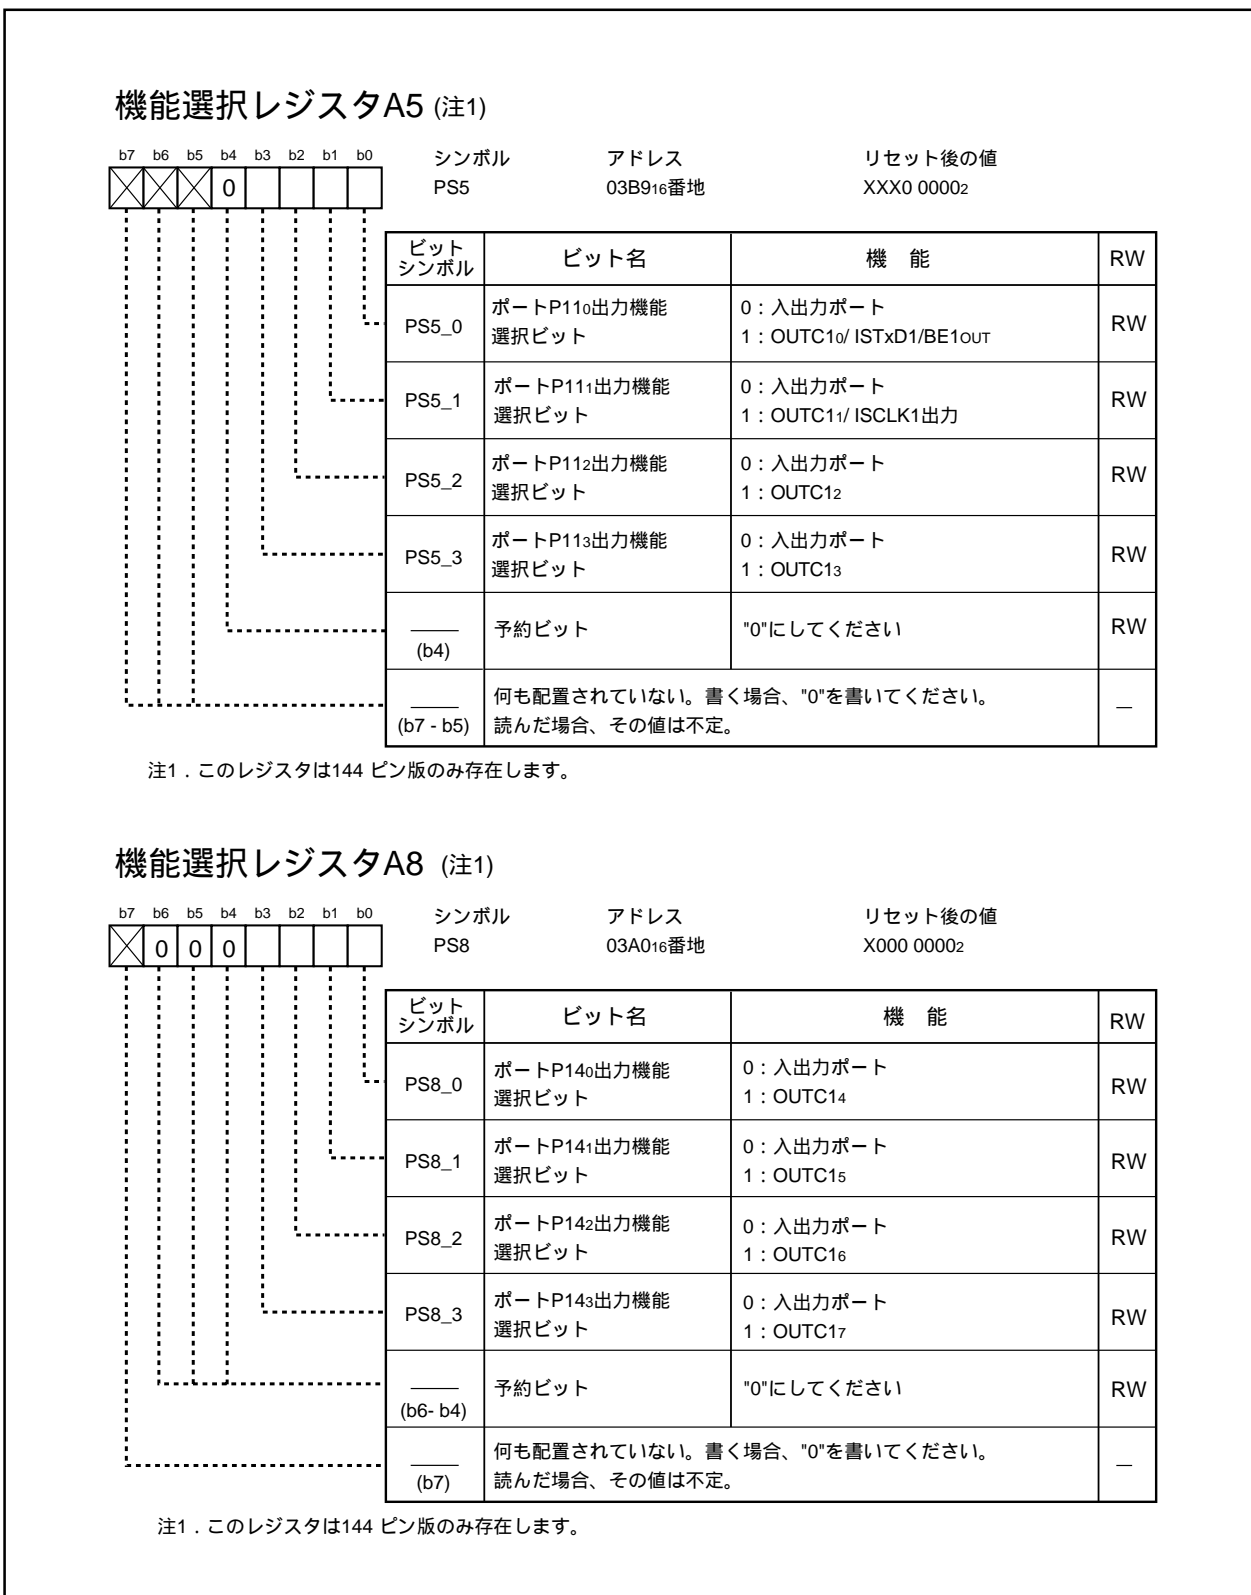 機能選択レジスタA5 (注1)
b7 b6 b5 b4 b3 b2 b1 b0
0
シンボル アドレス リセット後の値
PS5 03B916番地 XXX0 00002
ビット
シンボル ビット名 機 能 RW
PS5_0 ポートP110出力機能 0：入出力ポート RW
選択ビット 1：OUTC10/ ISTxD1/BE1OUT
PS5_1 ポートP111出力機能 0：入出力ポート RW
選択ビット 1：OUTC11/ ISCLK1出力
PS5_2 ポートP112出力機能 0：入出力ポート RW
選択ビット 1：OUTC12
PS5_3 ポートP113出力機能 0：入出力ポート RW
選択ビット 1：OUTC13
予約ビット "0"にしてください RW
(b4)
何も配置されていない。書く場合、"0"を書いてください。 —
(b7 - b5) 読んだ場合、その値は不定。
注1．このレジスタは144 ピン版のみ存在します。
機能選択レジスタA8 (注1)
b7 b6 b5 b4 b3 b2 b1 b0
0 0 0
シンボル アドレス リセット後の値
PS8 03A016番地 X000 00002
ビット
シンボル ビット名 機 能 RW
PS8_0 ポートP140出力機能 0：入出力ポート RW
選択ビット 1：OUTC14
PS8_1 ポートP141出力機能 0：入出力ポート RW
選択ビット 1：OUTC15
PS8_2 ポートP142出力機能 0：入出力ポート RW
選択ビット 1：OUTC16
PS8_3 ポートP143出力機能 0：入出力ポート RW
選択ビット 1：OUTC17
予約ビット "0"にしてください RW
(b6- b4)
何も配置されていない。書く場合、"0"を書いてください。 —
(b7) 読んだ場合、その値は不定。
注1．このレジスタは144 ピン版のみ存在します。